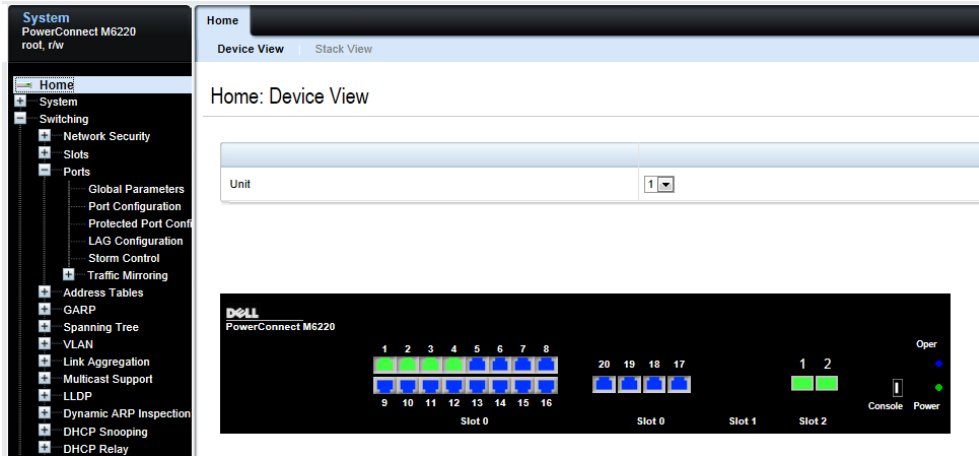 System
PowerConnect M6220
root, r/w
Home
Device View
Stack View
Home
System
Switching
Network Security
Slots
Ports
Global Parameters
Port Configuration
Protected Port Confi
LAG Configuration
Storm Control
Traffic Mirroring
Address Tables
GARP
Spanning Tree
VLAN
Link Aggregation
Multicast Support
LLDP
Dynamic ARP Inspection
DHCP Snooping
DHCP Relay
Home: Device View
Unit 1
DELL
PowerConnect M6220
1 2 3 4 5 6 7 8
20 19 18 17
1 2
Oper
9 10 11 12 13 14 15 16
Console Power
Slot 0 Slot 0 Slot 1 Slot 2